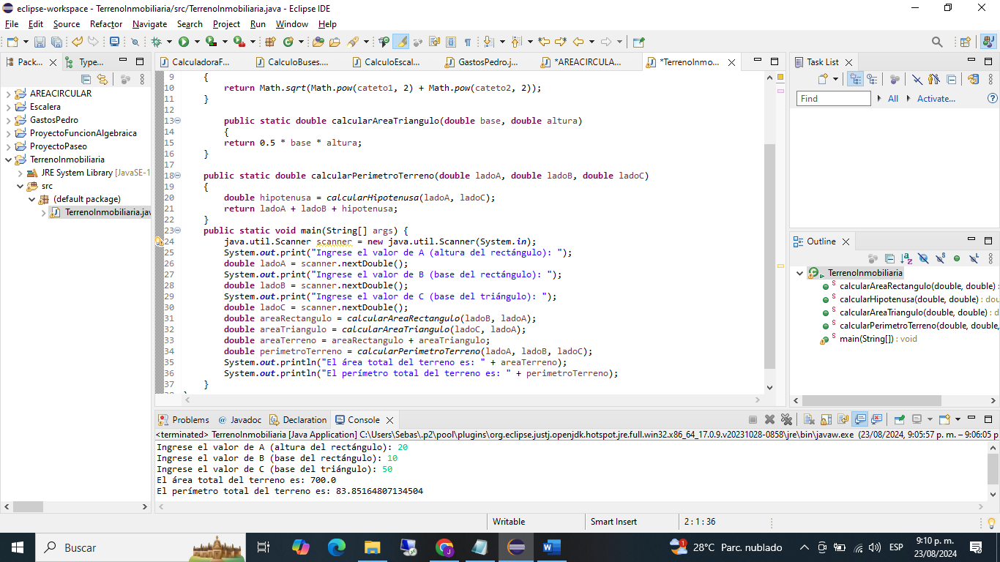 eclipse-workspace - TerrenoInmobiliaria/src/TerrenoInmobiliaria.java - Eclipse IDE
File Edit Source Refactor Navigate Search Project Run Window Help
Pack... Type...
CalculadoraF... CalculoBuses.... CalculoEscal... GastosPedro.j... *AREACIRCULA... *TerrenoInmo...
Task List
Find All Activate...
AREACIRCULAR
Escalera
GastosPedro
ProyectoFuncionAlgebraica
ProyectoPaseo
TerrenoInmobiliaria
JRE System Library [JavaSE-1
src
(default package)
TerrenoInmobiliaria.jav
9 {
10 return Math.sqrt(Math.pow(cateto1, 2) + Math.pow(cateto2, 2));
11 }
12
13 public static double calcularAreaTriangulo(double base, double altura)
14 {
15 return 0.5 * base * altura;
16 }
17
18 public static double calcularPerimetroTerreno(double ladoA, double ladoB, double ladoC)
19 {
20 double hipotenusa = calcularHipotenusa(ladoA, ladoC);
21 return ladoA + ladoB + hipotenusa;
22 }
23 public static void main(String[] args) {
24 java.util.Scanner scanner = new java.util.Scanner(System.in);
25 System.out.print("Ingrese el valor de A (altura del rectángulo): ");
26 double ladoA = scanner.nextDouble();
27 System.out.print("Ingrese el valor de B (base del rectángulo): ");
28 double ladoB = scanner.nextDouble();
29 System.out.print("Ingrese el valor de C (base del triángulo): ");
30 double ladoC = scanner.nextDouble();
31 double areaRectangulo = calcularAreaRectangulo(ladoB, ladoA);
32 double areaTriangulo = calcularAreaTriangulo(ladoC, ladoA);
33 double areaTerreno = areaRectangulo + areaTriangulo;
34 double perimetroTerreno = calcularPerimetroTerreno(ladoA, ladoB, ladoC);
35 System.out.println("El área total del terreno es: " + areaTerreno);
36 System.out.println("El perímetro total del terreno es: " + perimetroTerreno);
37 }
Outline
TerrenoInmobiliaria
calcularAreaRectangulo(double, double) :
calcularHipotenusa(double, double) : dou
calcularAreaTriangulo(double, double) : d
calcularPerimetroTerreno(double, double,
main(String[]) : void
Problems Javadoc Declaration Console
<terminated> TerrenoInmobiliaria [Java Application] C:\Users\Sebas\.p2\pool\plugins\org.eclipse.justj.openjdk.hotspot.jre.full.win32.x86_64_17.0.9.v20231028-0858\jre\bin\javaw.exe (23/08/2024, 9:05:57 p. m. – 9:06:05 p
Ingrese el valor de A (altura del rectángulo): 20
Ingrese el valor de B (base del rectángulo): 10
Ingrese el valor de C (base del triángulo): 50
El área total del terreno es: 700.0
El perímetro total del terreno es: 83.85164807134504
Writable Smart Insert 2 : 1 : 36
Buscar
1
28°C Parc. nublado
ESP
9:10 p. m.
23/08/2024